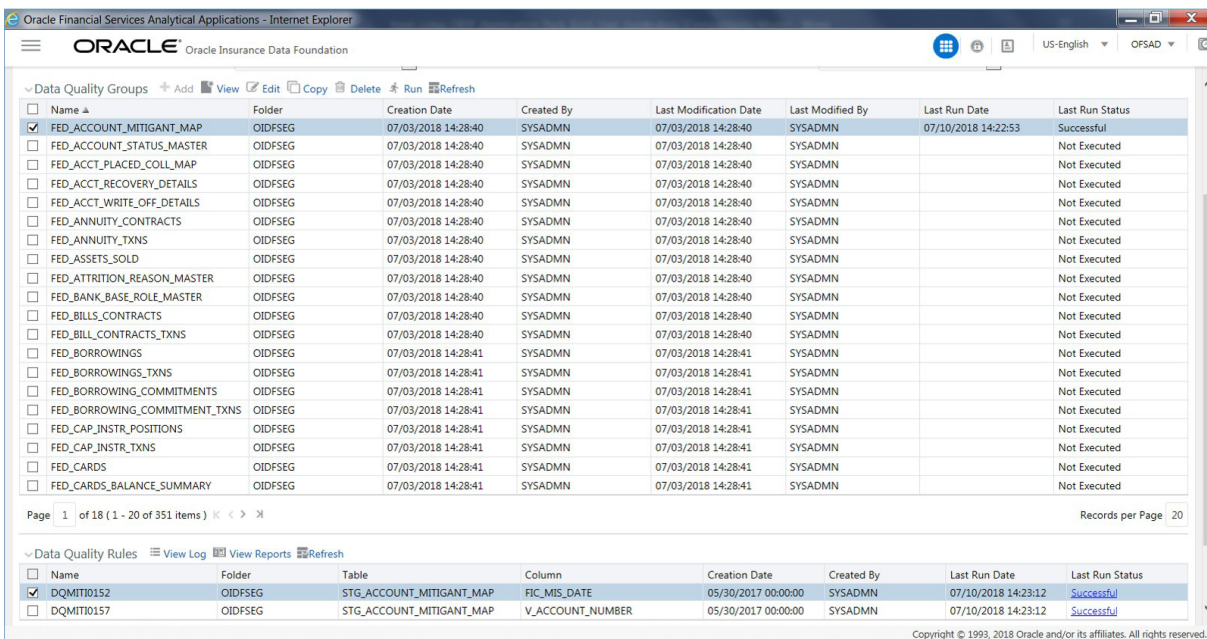 Oracle Financial Services Analytical Applications - Internet Explorer
ORACLE Oracle Insurance Data Foundation US-English OFSAD
Data Quality Groups Add View Edit Copy Delete Run Refresh
Name Folder Creation Date Created By Last Modification Date Last Modified By Last Run Date Last Run Status
FED_ACCOUNT_MITIGANT_MAP OIDFSEG 07/03/2018 14:28:40 SYSADMN 07/03/2018 14:28:40 SYSADMN 07/10/2018 14:22:53 Successful
FED_ACCOUNT_STATUS_MASTER OIDFSEG 07/03/2018 14:28:40 SYSADMN 07/03/2018 14:28:40 SYSADMN Not Executed
FED_ACCT_PLACED_COLL_MAP OIDFSEG 07/03/2018 14:28:40 SYSADMN 07/03/2018 14:28:40 SYSADMN Not Executed
FED_ACCT_RECOVERY_DETAILS OIDFSEG 07/03/2018 14:28:40 SYSADMN 07/03/2018 14:28:40 SYSADMN Not Executed
FED_ACCT_WRITE_OFF_DETAILS OIDFSEG 07/03/2018 14:28:40 SYSADMN 07/03/2018 14:28:40 SYSADMN Not Executed
FED_ANNUITY_CONTRACTS OIDFSEG 07/03/2018 14:28:40 SYSADMN 07/03/2018 14:28:40 SYSADMN Not Executed
FED_ANNUITY_TXNS OIDFSEG 07/03/2018 14:28:40 SYSADMN 07/03/2018 14:28:40 SYSADMN Not Executed
FED_ASSETS_SOLD OIDFSEG 07/03/2018 14:28:40 SYSADMN 07/03/2018 14:28:40 SYSADMN Not Executed
FED_ATTRITION_REASON_MASTER OIDFSEG 07/03/2018 14:28:40 SYSADMN 07/03/2018 14:28:40 SYSADMN Not Executed
FED_BANK_BASE_ROLE_MASTER OIDFSEG 07/03/2018 14:28:40 SYSADMN 07/03/2018 14:28:40 SYSADMN Not Executed
FED_BILLS_CONTRACTS OIDFSEG 07/03/2018 14:28:40 SYSADMN 07/03/2018 14:28:40 SYSADMN Not Executed
FED_BILL_CONTRACTS_TXNS OIDFSEG 07/03/2018 14:28:40 SYSADMN 07/03/2018 14:28:40 SYSADMN Not Executed
FED_BORROWINGS OIDFSEG 07/03/2018 14:28:41 SYSADMN 07/03/2018 14:28:41 SYSADMN Not Executed
FED_BORROWINGS_TXNS OIDFSEG 07/03/2018 14:28:41 SYSADMN 07/03/2018 14:28:41 SYSADMN Not Executed
FED_BORROWING_COMMITMENTS OIDFSEG 07/03/2018 14:28:41 SYSADMN 07/03/2018 14:28:41 SYSADMN Not Executed
FED_BORROWING_COMMITMENT_TXNS OIDFSEG 07/03/2018 14:28:41 SYSADMN 07/03/2018 14:28:41 SYSADMN Not Executed
FED_CAP_INSTR_POSITIONS OIDFSEG 07/03/2018 14:28:41 SYSADMN 07/03/2018 14:28:41 SYSADMN Not Executed
FED_CAP_INSTR_TXNS OIDFSEG 07/03/2018 14:28:41 SYSADMN 07/03/2018 14:28:41 SYSADMN Not Executed
FED_CARDS OIDFSEG 07/03/2018 14:28:41 SYSADMN 07/03/2018 14:28:41 SYSADMN Not Executed
FED_CARDS_BALANCE_SUMMARY OIDFSEG 07/03/2018 14:28:41 SYSADMN 07/03/2018 14:28:41 SYSADMN Not Executed
Page 1 of 18 ( 1 - 20 of 351 items ) Records per Page 20
Data Quality Rules View Log View Reports Refresh
Name Folder Table Column Creation Date Created By Last Run Date Last Run Status
DQMITI0152 OIDFSEG STG_ACCOUNT_MITIGANT_MAP FIC_MIS_DATE 05/30/2017 00:00:00 SYSADMN 07/10/2018 14:23:12 Successful
DQMITI0157 OIDFSEG STG_ACCOUNT_MITIGANT_MAP V_ACCOUNT_NUMBER 05/30/2017 00:00:00 SYSADMN 07/10/2018 14:23:12 Successful
Copyright © 1993, 2018 Oracle and/or its affiliates. All rights reserved.